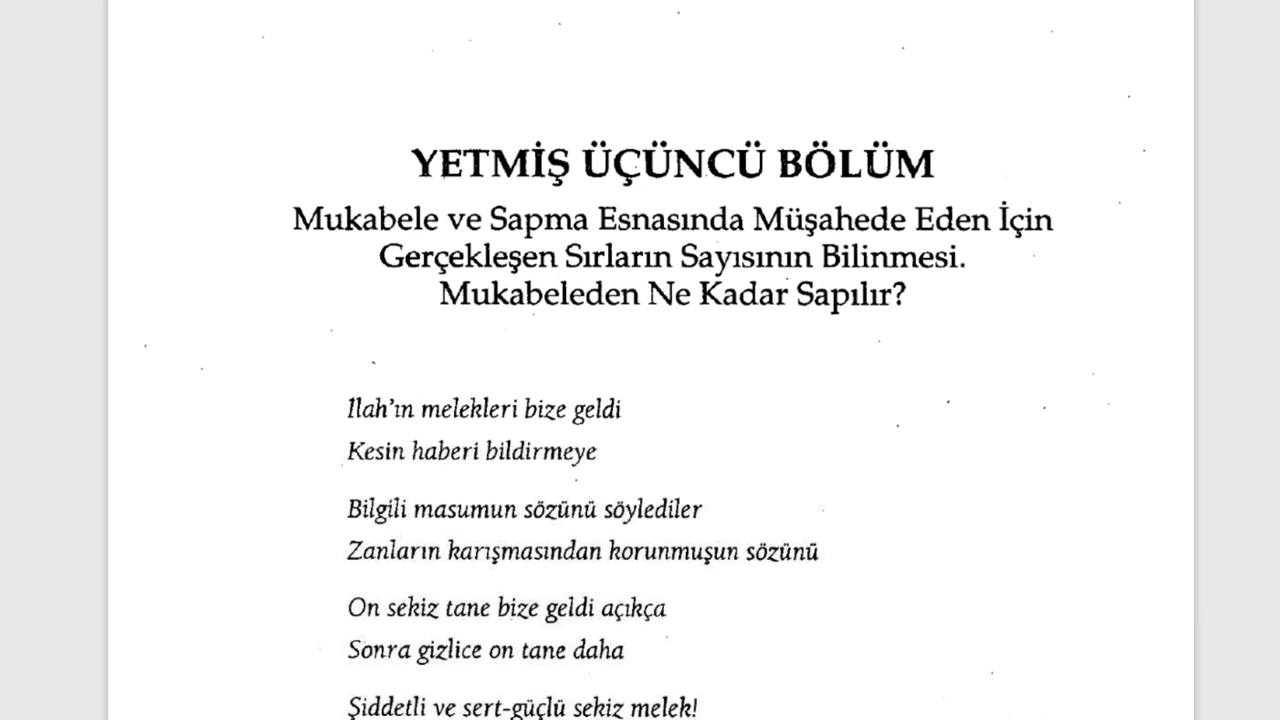 YETMİŞ ÜÇÜNCÜ BÖLÜM
Mukabele ve Sapma Esnasında Müşahede Eden İçin
Gerçekleşen Sırların Sayısının Bilinmesi.
Mukabeleden Ne Kadar Sapılır?
İlah'ın melekleri bize geldi
Kesin haberi bildirmeye
Bilgili masumun sözünü söylediler
Zanların karışmasından korunmuşun sözünü
On sekiz tane bize geldi açıkça
Sonra gizlice on tane daha
Şiddetli ve sert-güçlü sekiz melek!